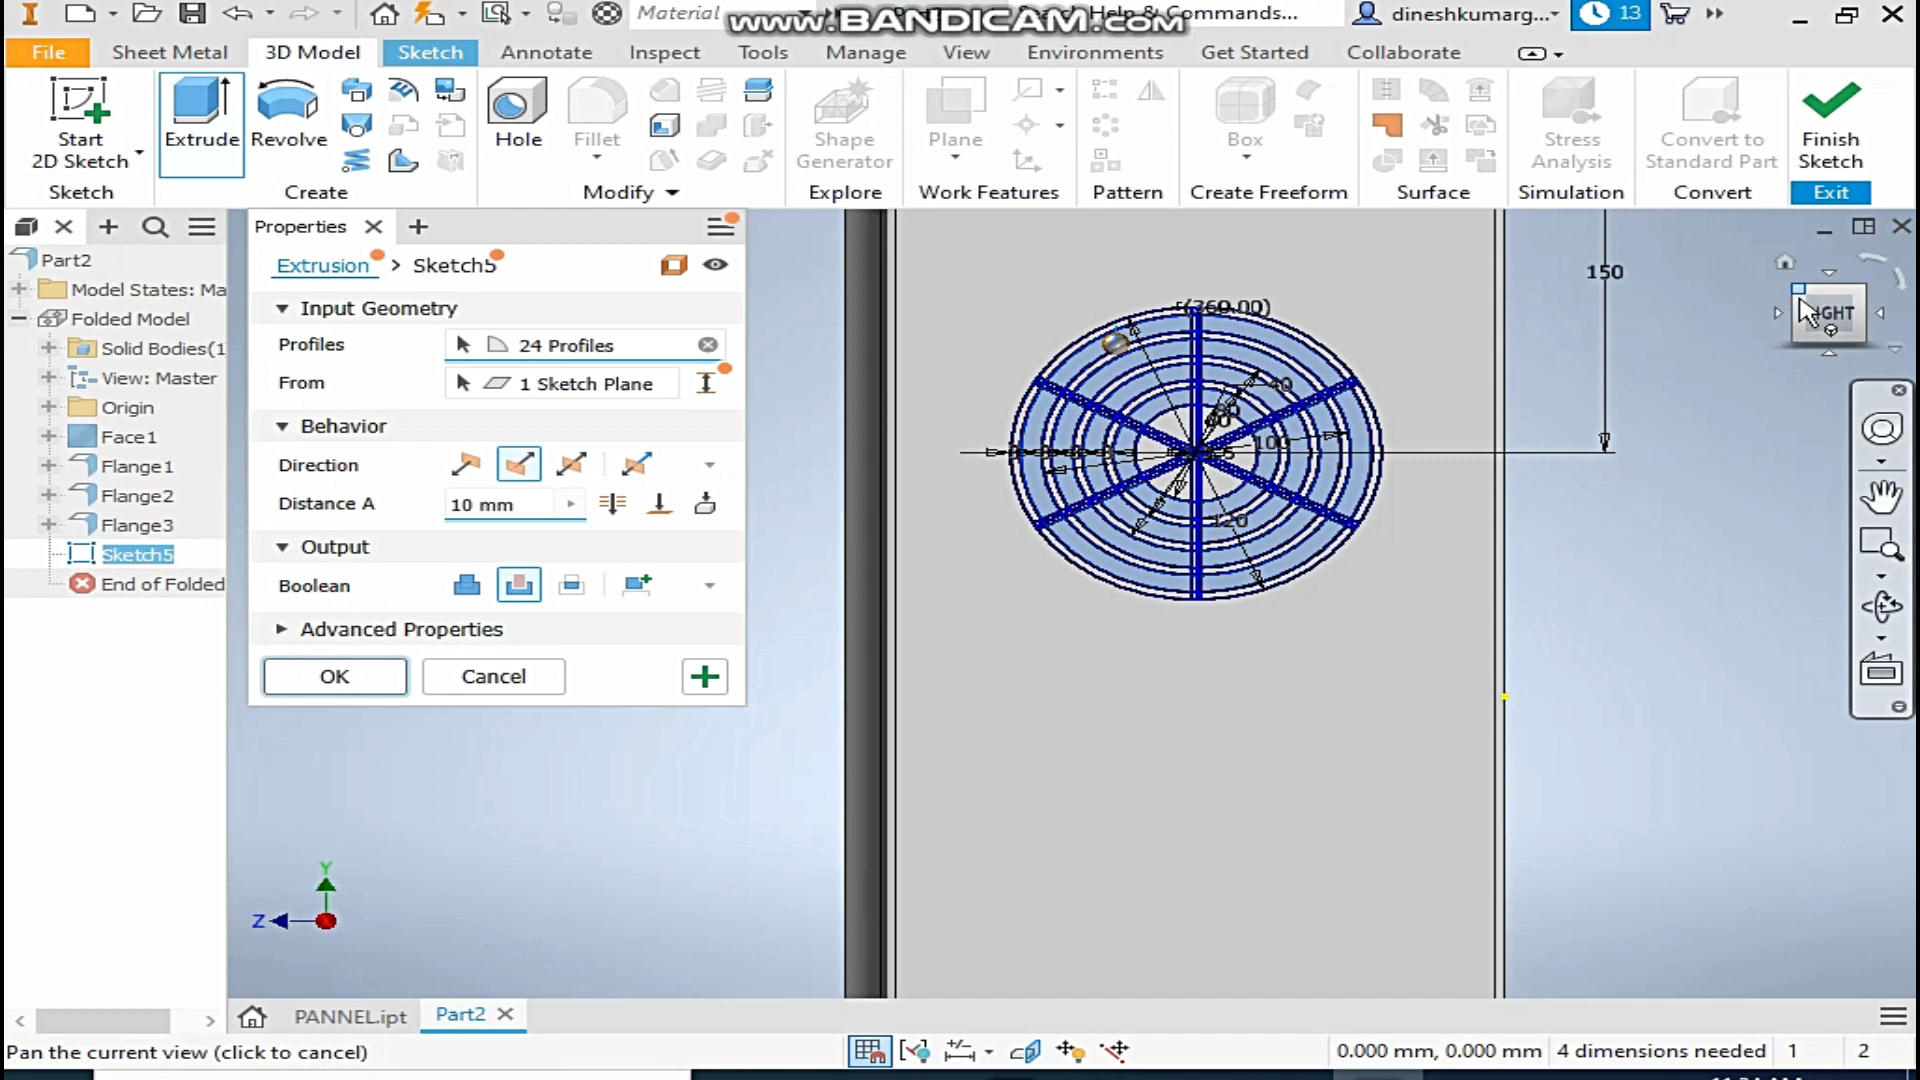 Material
www.BANDICAM.com
Search Help & Commands...
dineshkumarg...
13
File
Sheet Metal
3D Model
Sketch
Annotate
Inspect
Tools
Manage
View
Environments
Get Started
Collaborate
Start
2D Sketch
Extrude
Revolve
Hole
Fillet
Shape
Generator
Plane
Box
Stress
Analysis
Convert to
Standard Part
Finish
Sketch
Sketch
Create
Modify
Explore
Work Features
Pattern
Create Freeform
Surface
Simulation
Convert
Exit
Part2
Model States: Ma
Folded Model
Solid Bodies(1
View: Master
Origin
Face1
Flange1
Flange2
Flange3
Sketch5
End of Folded
Properties
Extrusion > Sketch5
Input Geometry
Profiles
24 Profiles
From
1 Sketch Plane
Behavior
Direction
Distance A
10 mm
Output
Boolean
Advanced Properties
OK
Cancel
150
(360.00)
40
100
120
Y
Z
PANNEL.ipt
Part2
Pan the current view (click to cancel)
0.000 mm, 0.000 mm
4 dimensions needed
1
2